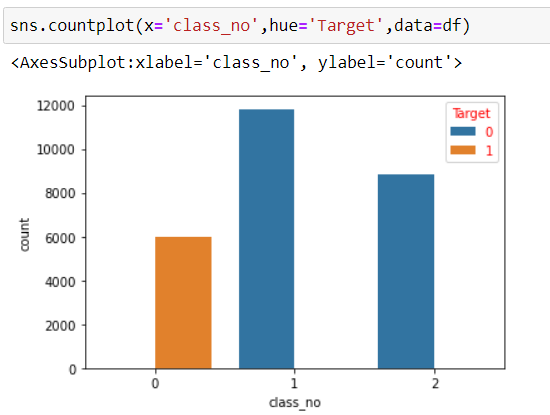 sns.countplot(x='class_no',hue='Target',data=df)
<AxesSubplot:xlabel='class_no', ylabel='count'>
12000
10000
8000
6000
4000
2000
0
count
Target
0
1
0 1 2
class_no